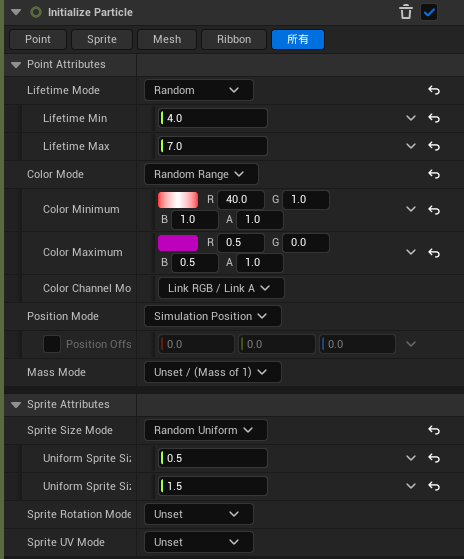 Initialize Particle
Point Sprite Mesh Ribbon 所有
Point Attributes
Lifetime Mode Random
Lifetime Min 4.0
Lifetime Max 7.0
Color Mode Random Range
Color Minimum R 40.0 G 1.0
B 1.0 A 1.0
Color Maximum R 0.5 G 0.0
B 0.5 A 1.0
Color Channel Mo Link RGB / Link A
Position Mode Simulation Position
Position Offs 0.0 0.0 0.0
Mass Mode Unset / (Mass of 1)
Sprite Attributes
Sprite Size Mode Random Uniform
Uniform Sprite Siz 0.5
Uniform Sprite Siz 1.5
Sprite Rotation Mode Unset
Sprite UV Mode Unset